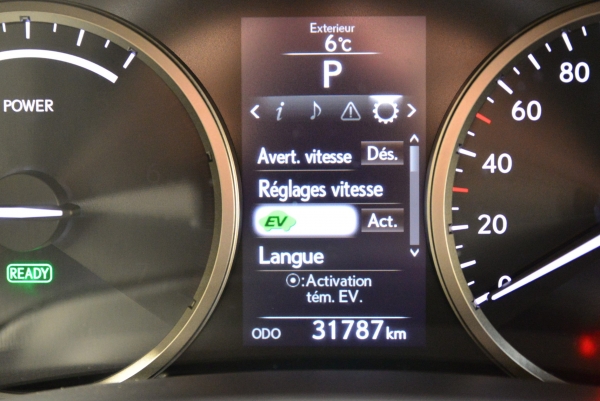 Exterieur
6°C
P
POWER
Avert. vitesse Dés.
Réglages vitesse
EV Act.
Langue
:Activation
tém. EV.
ODO 31787 km
READY
80
60
40
20
0